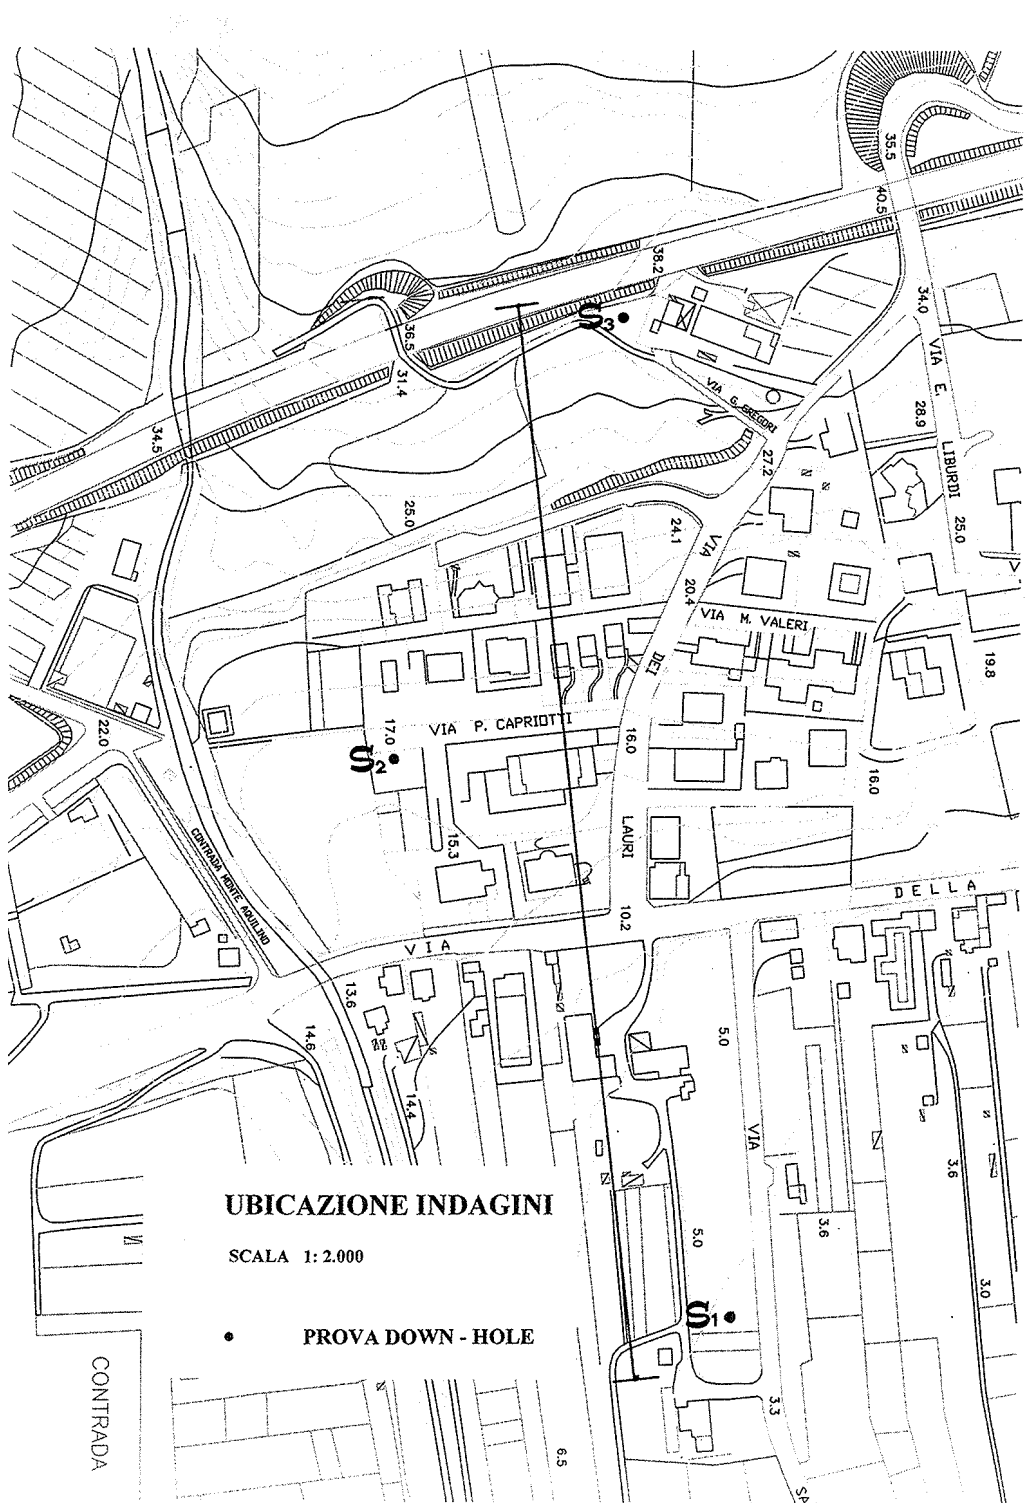 35.5
40.5
38.2
34.0
VIA E. LIBURDI
36.5
S3
31.4
VIA G. GREGORI
28.9
34.5
27.2
25.0
25.0
24.1
VIA DEI LAURI
20.4
VIA M. VALERI
19.8
22.0
17.0
VIA P. CAPRIOTTI
16.0
S2
16.0
15.3
CONTRADA MONTE AQUILINO
10.2
VIA
DELLA
13.6
14.6
5.0
14.4
VIA
3.6
UBICAZIONE INDAGINI
SCALA 1: 2.000
5.0
3.6
3.0
S1
PROVA DOWN - HOLE
CONTRADA
3.3
6.5